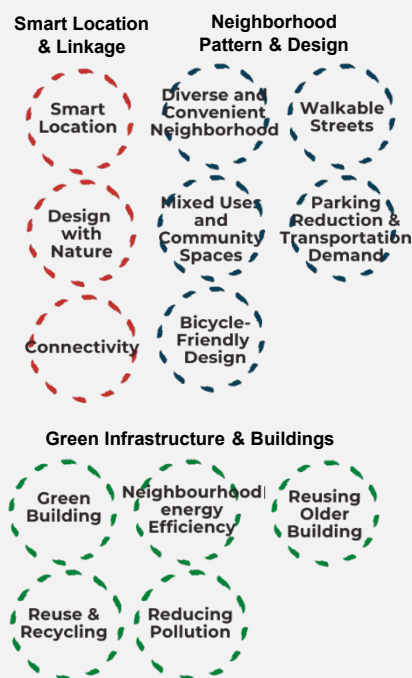 Smart Location
& Linkage
Smart
Location
Design
with
Nature
Connectivity
Neighborhood
Pattern & Design
Diverse and
Convenient
Neighborhood
Walkable
Streets
Mixed Uses
and
Community
Spaces
Parking
Reduction &
Transportation
Demand
Bicycle-
Friendly
Design
Green Infrastructure & Buildings
Green
Building
Neighbourhood
energy
Efficiency
Reusing
Older
Building
Reuse &
Recycling
Reducing
Pollution